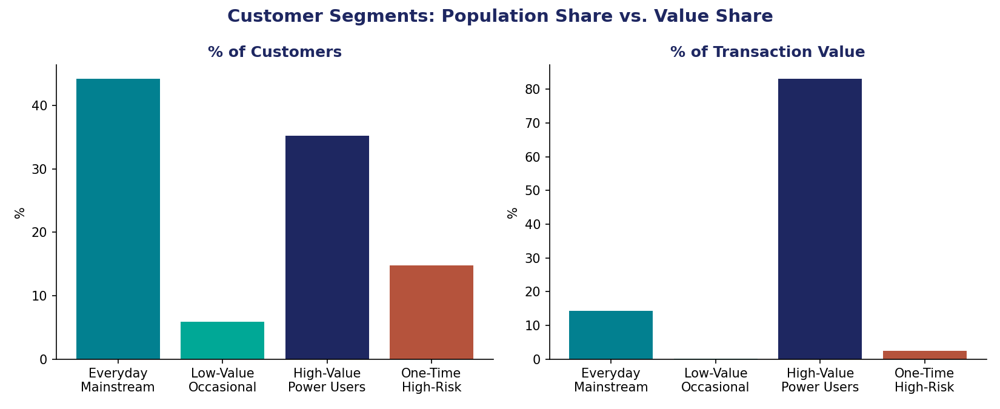 Customer Segments: Population Share vs. Value Share
% of Customers
%
40
30
20
10
0
Everyday
Mainstream
Low-Value
Occasional
High-Value
Power Users
One-Time
High-Risk
% of Transaction Value
%
80
70
60
50
40
30
20
10
0
Everyday
Mainstream
Low-Value
Occasional
High-Value
Power Users
One-Time
High-Risk